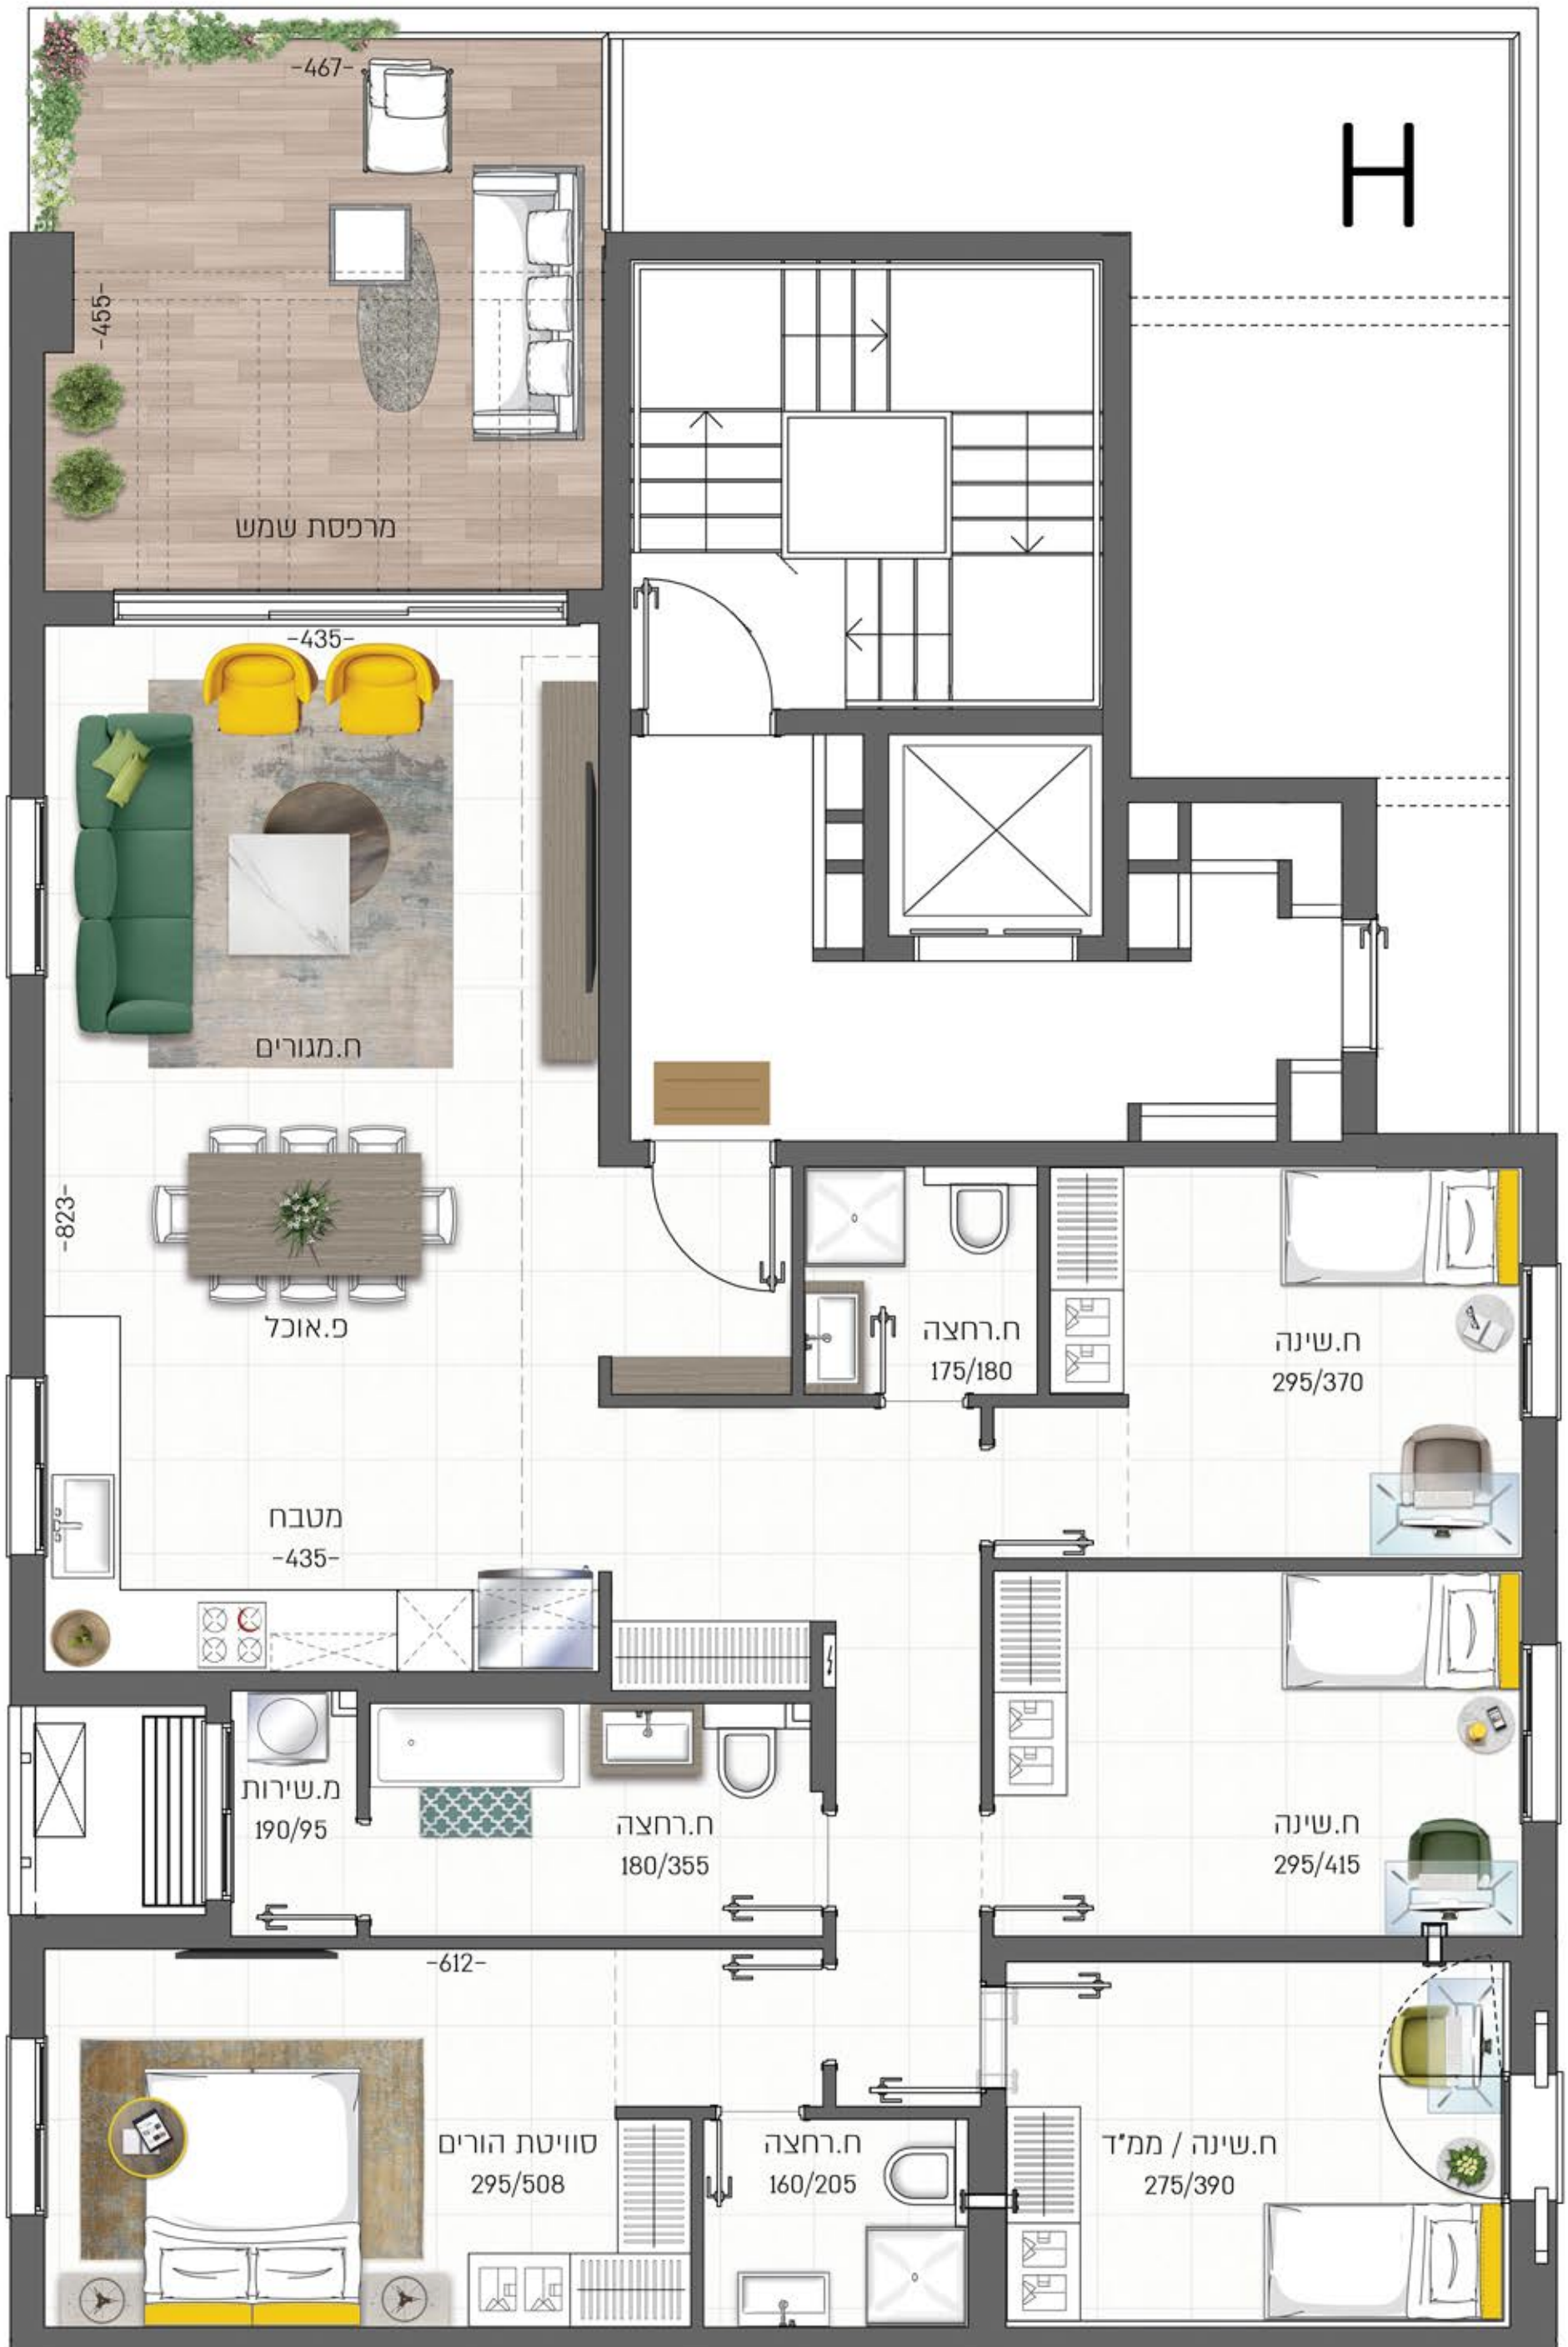 -467-
H
-455-
מרפסת שמש
-435-
ח.מגורים
-823-
פ.אוכל
ח.רחצה
175/180
ח.שינה
295/370
מטבח
-435-
מ.שירות
190/95
ח.רחצה
180/355
ח.שינה
295/415
-612-
סוויטת הורים
295/508
ח.רחצה
160/205
ח.שינה / ממ"ד
275/390